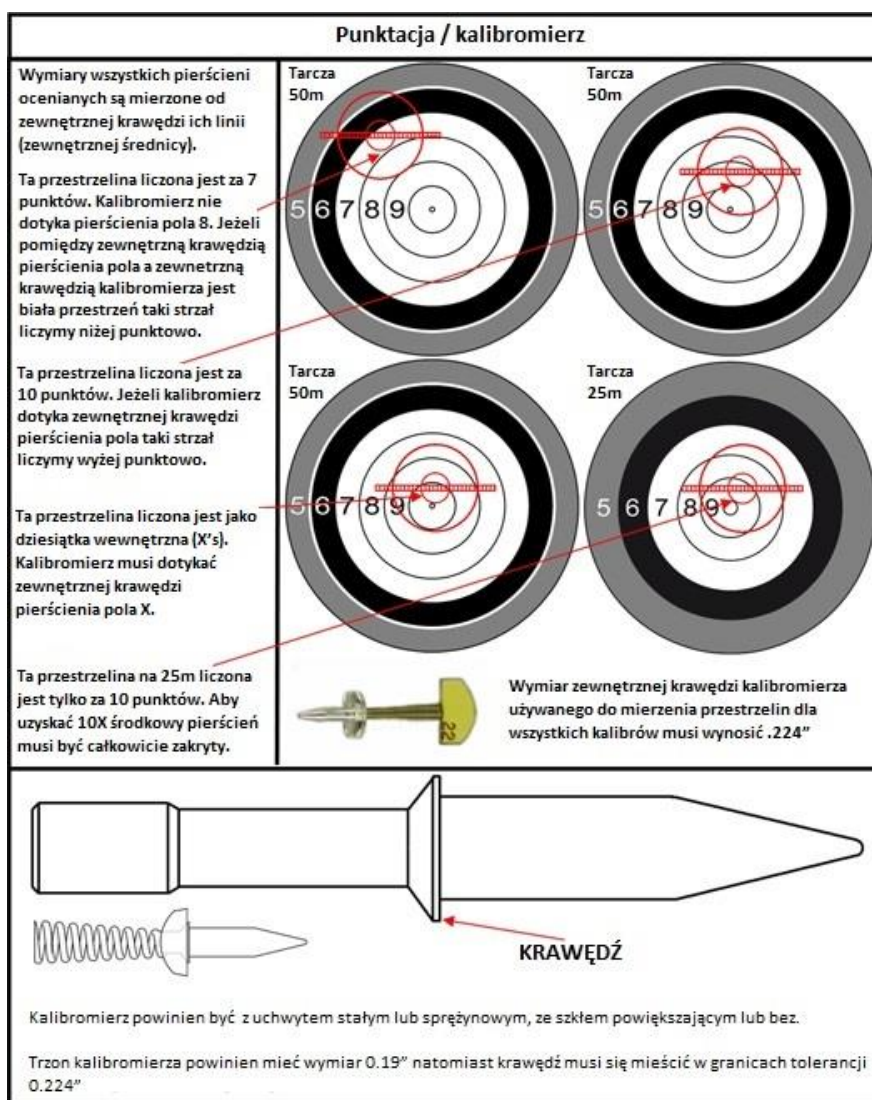 Punktacja / kalibromierz
Wymiary wszystkich pierścieni
ocenianych są mierzone od
zewnętrznej krawędzi ich linii
(zewnętrznej średnicy).
Ta przestrzelina liczona jest za 7
punktów. Kalibromierz nie
dotyka pierścienia pola 8. Jeżeli
pomiędzy zewnętrzną krawędzią
pierścienia pola a zewnetrzną
krawędzią kalibromierza jest
biała przestrzeń taki strzał
liczymy niżej punktowo.
Ta przestrzelina liczona jest za
10 punktów. Jeżeli kalibromierz
dotyka zewnętrznej krawędzi
pierścienia pola taki strzał
liczymy wyżej punktowo.
Ta przestrzelina liczona jest jako
dziesiątka wewnętrzna (X's).
Kalibromierz musi dotykać
zewnętrznej krawędzi
pierścienia pola X.
Ta przestrzelina na 25m liczona
jest tylko za 10 punktów. Aby
uzyskać 10X środkowy pierścień
musi być całkowicie zakryty.
Tarcza
50m
5 6 7 8 9
Tarcza
50m
5 6 7 8 9
Tarcza
50m
5 6 7 8 9
Tarcza
25m
5 6 7 8 9
22
Wymiar zewnętrznej krawędzi kalibromierza
używanego do mierzenia przestrzelin dla
wszystkich kalibrów musi wynosić .224”
KRAWĘDŹ
Kalibromierz powinien być z uchwytem stałym lub sprężynowym, ze szkłem powiększającym lub bez.
Trzon kalibromierza powinien mieć wymiar 0.19” natomiast krawędź musi się mieścić w granicach tolerancji
0.224”